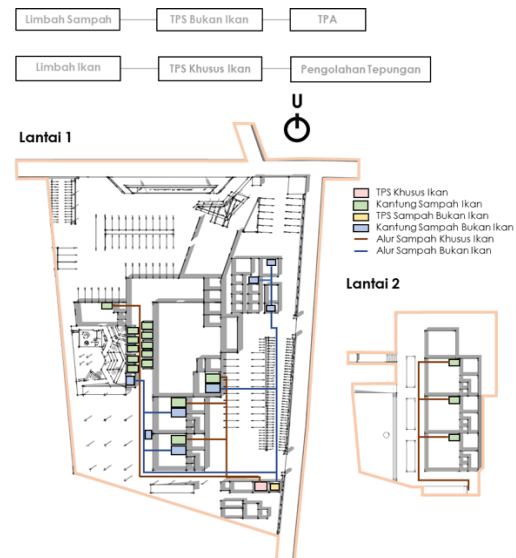 Limbah Sampah
TPS Bukan Ikan
TPA
Limbah Ikan
TPS Khusus Ikan
Pengolahan Tepungan
U
Lantai 1
TPS Khusus Ikan
Kantung Sampah Ikan
TPS Sampah Bukan Ikan
Kantung Sampah Bukan Ikan
Alur Sampah Khusus Ikan
Alur Sampah Bukan Ikan
Lantai 2